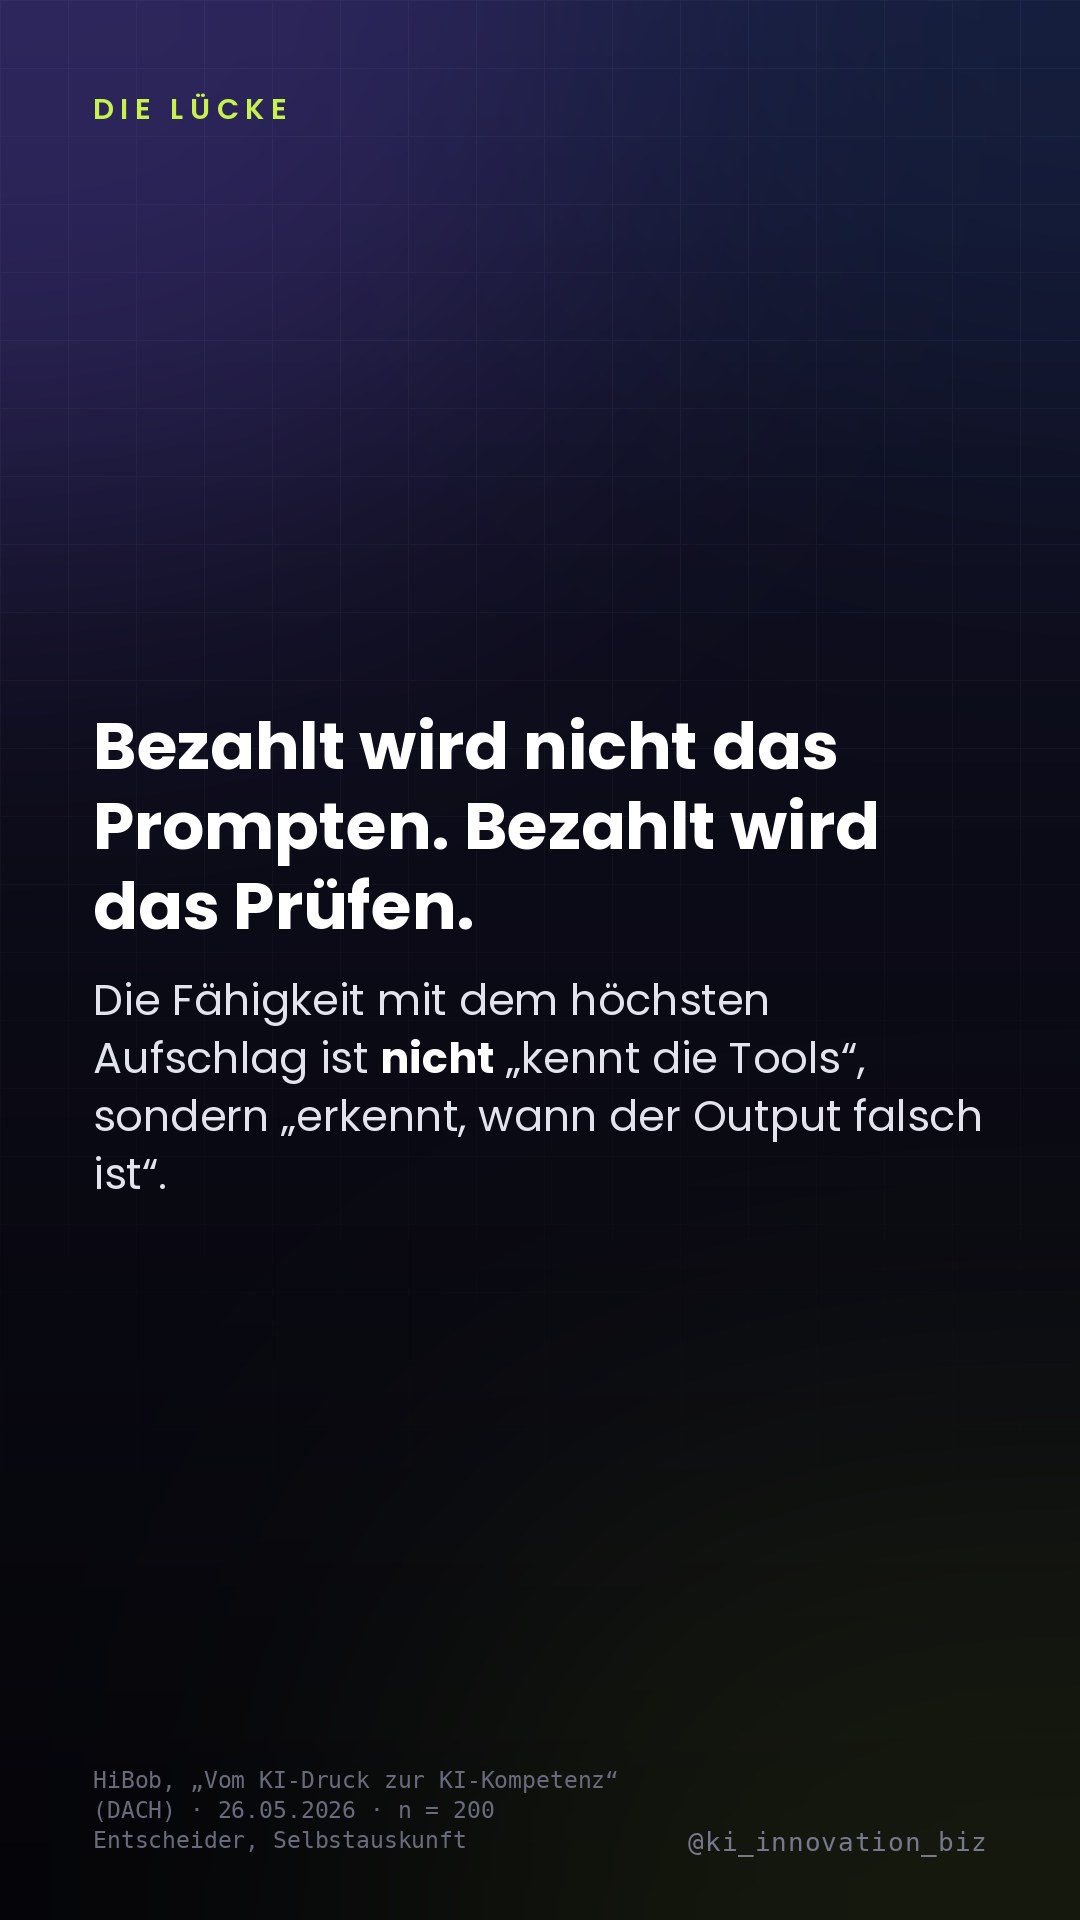 DIE LÜCKE
Bezahlt wird nicht das
Prompten. Bezahlt wird
das Prüfen.
Die Fähigkeit mit dem höchsten
Aufschlag ist nicht „kennt die Tools“,
sondern „erkennt, wann der Output falsch
ist“.
HiBob, „Vom KI-Druck zur KI-Kompetenz“
(DACH) · 26.05.2026 · n = 200
Entscheider, Selbstauskunft
@ki_innovation_biz